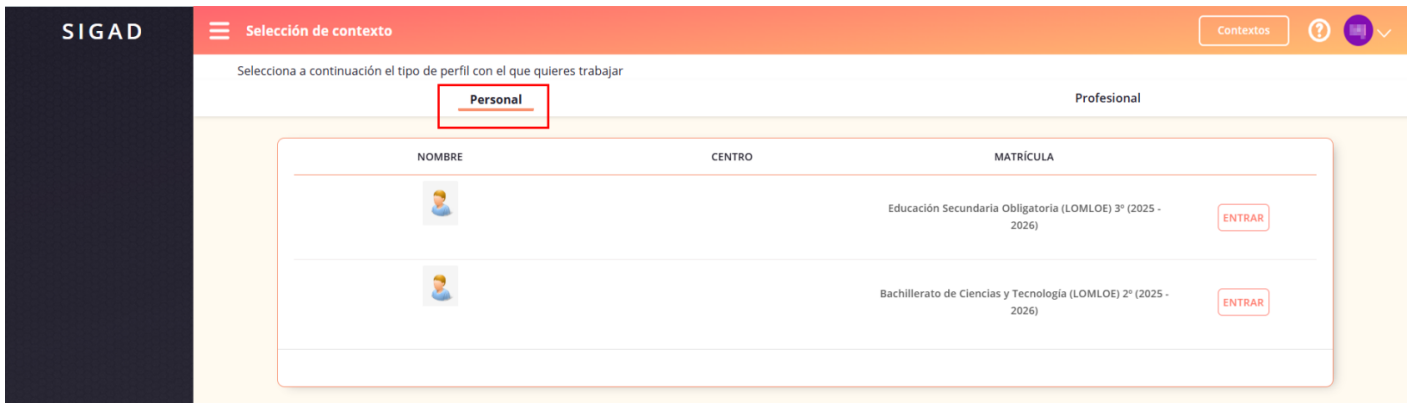 SIGAD
Selección de contexto
Contextos
Selecciona a continuación el tipo de perfil con el que quieres trabajar
Personal
Profesional
NOMBRE
CENTRO
MATRÍCULA
Educación Secundaria Obligatoria (LOMLOE) 3º (2025 -
2026)
ENTRAR
Bachillerato de Ciencias y Tecnología (LOMLOE) 2º (2025 -
2026)
ENTRAR